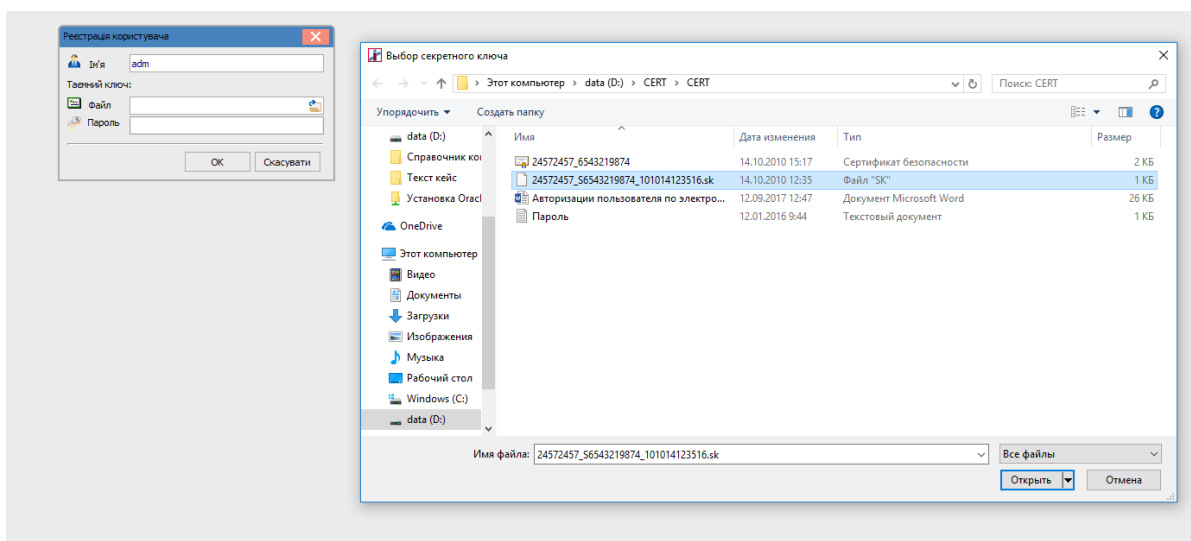 Реєстрація користувача
Ім'я adm
Таємний ключ:
Файл
Пароль
ОК Скасувати
Выбор секретного ключа
Этот компьютер > data (D:) > CERT > CERT
Поиск: CERT
Упорядочить Создать папку
data (D:)
Справочник кон
Текст кейс
Установка Oracl
OneDrive
Этот компьютер
Видео
Документы
Загрузки
Изображения
Музыка
Рабочий стол
Windows (C:)
data (D:)
Имя Дата изменения Тип Размер
24572457_6543219874 14.10.2010 15:17 Сертификат безопасности 2 КБ
24572457_S6543219874_101014123516.sk 14.10.2010 12:35 Файл "SK" 1 КБ
Авторизации пользователя по электро... 12.09.2017 12:47 Документ Microsoft Word 26 КБ
Пароль 12.01.2016 9:44 Текстовый документ 1 КБ
Имя файла: 24572457_S6543219874_101014123516.sk Все файлы
Открыть Отмена